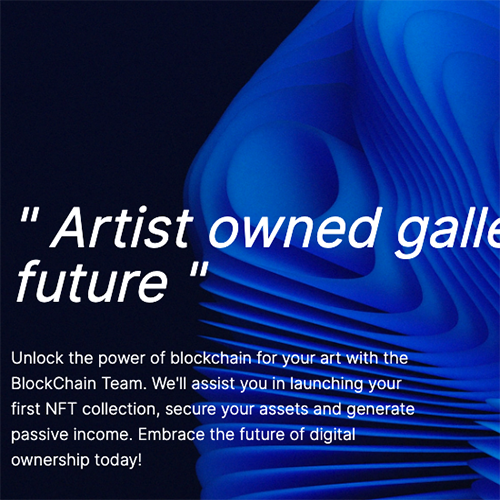 " Artist owned galle
future "
Unlock the power of blockchain for your art with the
BlockChain Team. We'll assist you in launching your
first NFT collection, secure your assets and generate
passive income. Embrace the future of digital
ownership today!